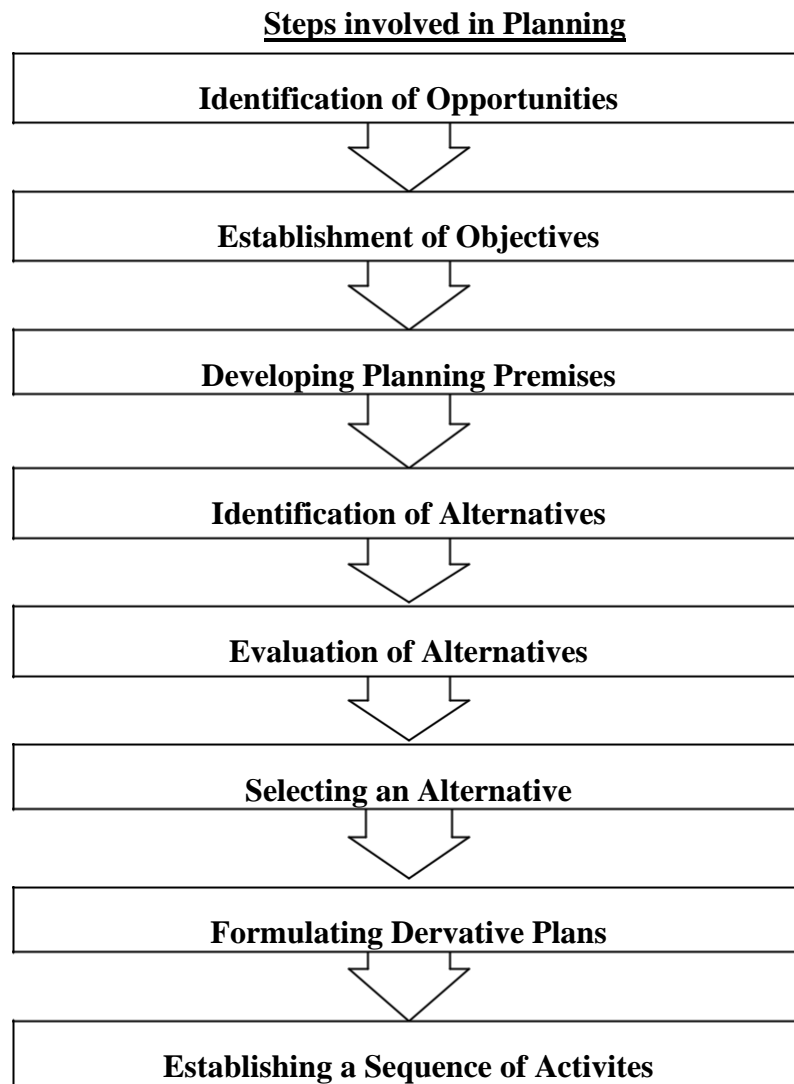 Steps involved in Planning
Identification of Opportunities
Establishment of Objectives
Developing Planning Premises
Identification of Alternatives
Evaluation of Alternatives
Selecting an Alternative
Formulating Dervative Plans
Establishing a Sequence of Activites